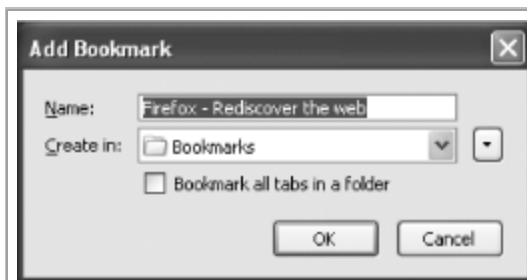 Add Bookmark
Name: Firefox - Rediscover the web
Create in: Bookmarks
Bookmark all tabs in a folder
OK Cancel